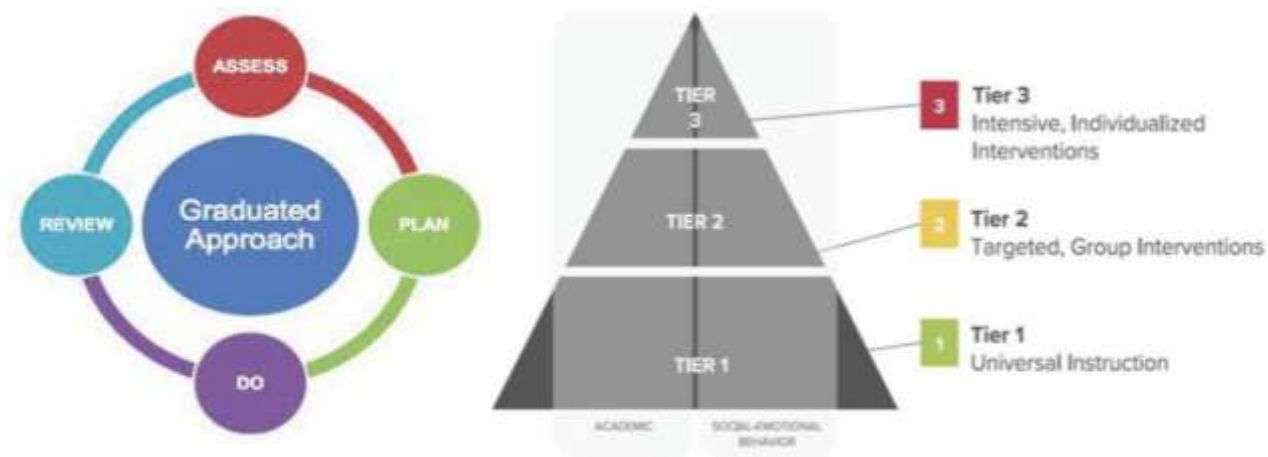 ASSESS
REVIEW
Graduated
Approach
PLAN
DO
TIER
3
TIER 2
TIER 1
ACADEMIC
SOCIAL-EMOTIONAL
BEHAVIOR
3
Tier 3
Intensive, Individualized
Interventions
2
Tier 2
Targeted, Group Interventions
1
Tier 1
Universal Instruction